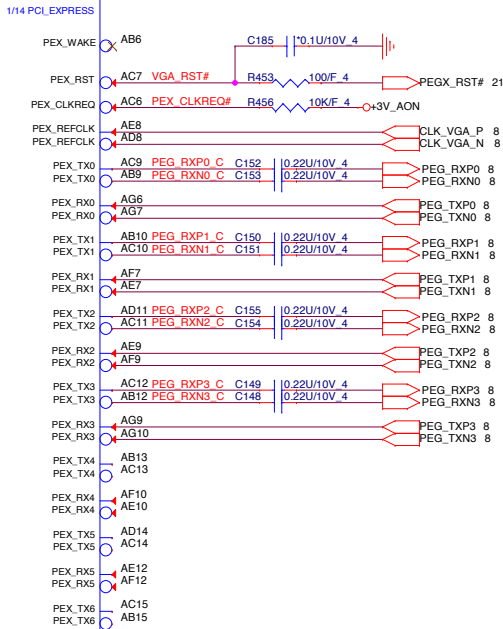 1/14 PCI_EXPRESS
PEX_WAKE AB6 C185 *0.1U/10V_4
PEX_RST AC7 VGA_RST# R453 100/F_4 PEGX_RST# 21
PEX_CLKREQ AC6 PEX_CLKREQ# R456 10K/F_4 +3V_AON
PEX_REFCLK AE8 CLK_VGA_P 8
PEX_REFCLK AD8 CLK_VGA_N 8
PEX_TX0 AC9 PEG_RXP0_C C152 0.22U/10V_4 PEG_RXP0 8
PEX_TX0 AB9 PEG_RXN0_C C153 0.22U/10V_4 PEG_RXN0 8
PEX_RX0 AG6 PEG_TXP0 8
PEX_RX0 AG7 PEG_TXN0 8
PEX_TX1 AB10 PEG_RXP1_C C150 0.22U/10V_4 PEG_RXP1 8
PEX_TX1 AC10 PEG_RXN1_C C151 0.22U/10V_4 PEG_RXN1 8
PEX_RX1 AF7 PEG_TXP1 8
PEX_RX1 AE7 PEG_TXN1 8
PEX_TX2 AD11 PEG_RXP2_C C155 0.22U/10V_4 PEG_RXP2 8
PEX_TX2 AC11 PEG_RXN2_C C154 0.22U/10V_4 PEG_RXN2 8
PEX_RX2 AE9 PEG_TXP2 8
PEX_RX2 AF9 PEG_TXN2 8
PEX_TX3 AC12 PEG_RXP3_C C149 0.22U/10V_4 PEG_RXP3 8
PEX_TX3 AB12 PEG_RXN3_C C148 0.22U/10V_4 PEG_RXN3 8
PEX_RX3 AG9 PEG_TXP3 8
PEX_RX3 AG10 PEG_TXN3 8
PEX_TX4 AB13
PEX_TX4 AC13
PEX_RX4 AF10
PEX_RX4 AE10
PEX_TX5 AD14
PEX_TX5 AC14
PEX_RX5 AE12
PEX_RX5 AF12
PEX_TX6 AC15
PEX_TX6 AB15